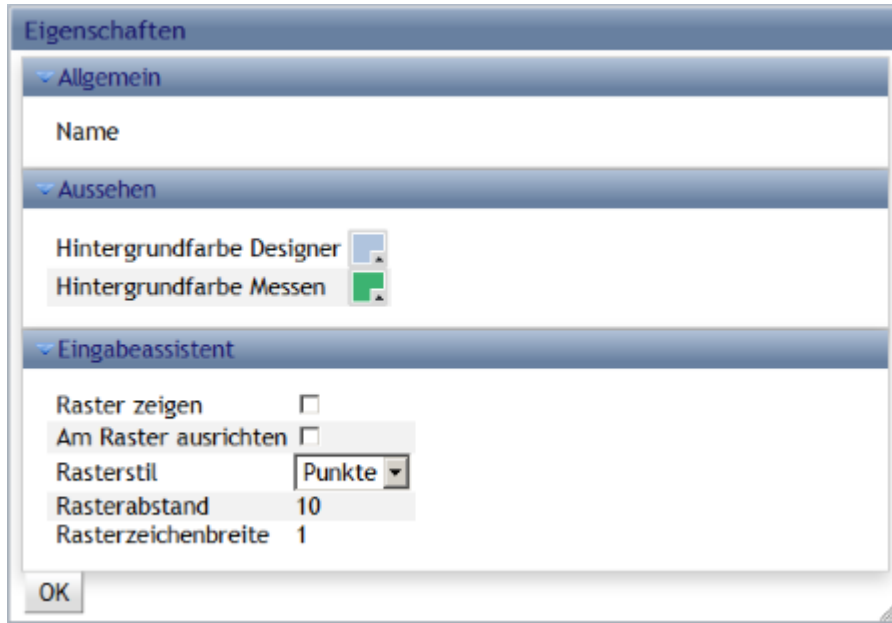 Eigenschaften
Allgemein
Name
Aussehen
Hintergrundfarbe Designer
Hintergrundfarbe Messen
Eingabeassistent
Raster zeigen
Am Raster ausrichten
Rasterstil Punkte
Rasterabstand 10
Rasterzeichenbreite 1
OK